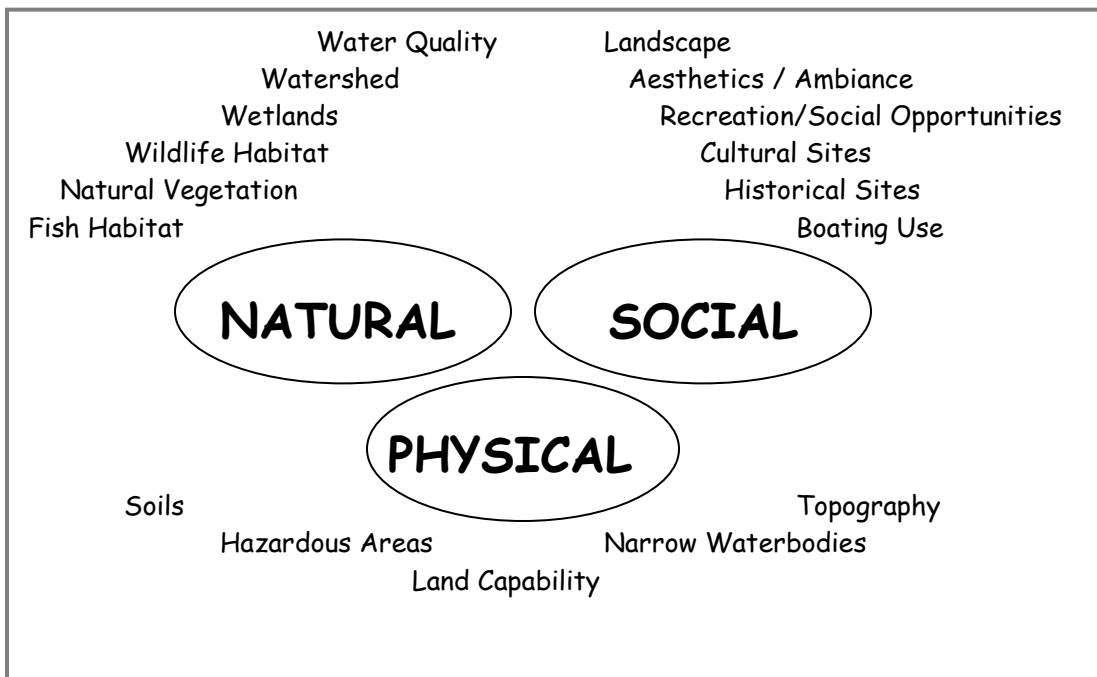 Water Quality
Landscape
Watershed
Aesthetics / Ambiance
Wetlands
Recreation/Social Opportunities
Wildlife Habitat
Cultural Sites
Natural Vegetation
Historical Sites
Fish Habitat
Boating Use
NATURAL
SOCIAL
PHYSICAL
Soils
Topography
Hazardous Areas
Narrow Waterbodies
Land Capability